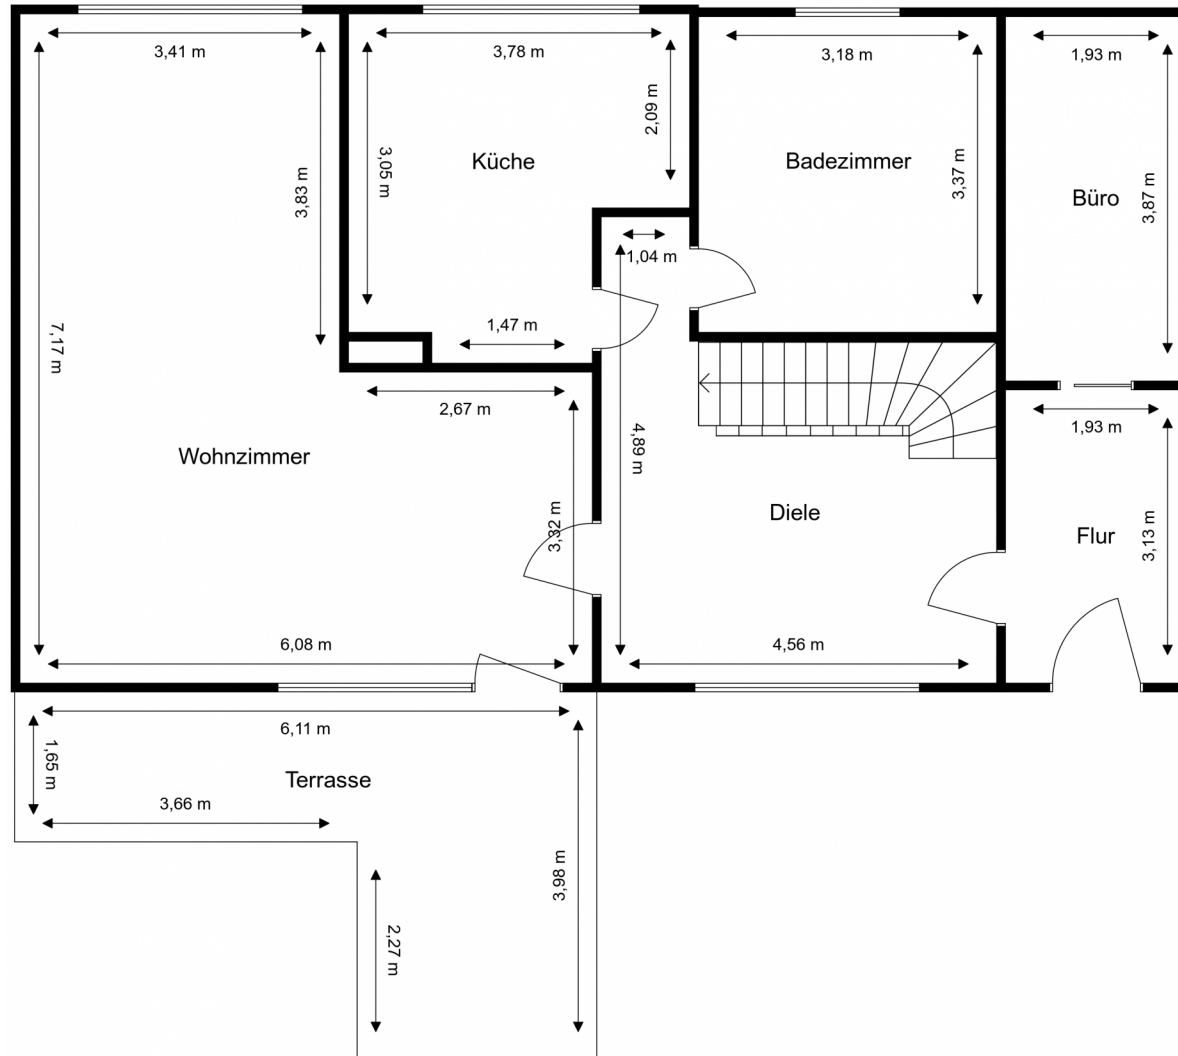 3,41 m
3,78 m
3,18 m
1,93 m
2,09 m
3,83 m
3,05 m
Küche
Badezimmer
3,37 m
3,87 m
Büro
1,04 m
7,17 m
1,47 m
2,67 m
1,93 m
4,89 m
Wohnzimmer
3,32 m
Diele
Flur
3,13 m
6,08 m
4,56 m
6,11 m
1,65 m
Terrasse
3,66 m
3,98 m
2,27 m